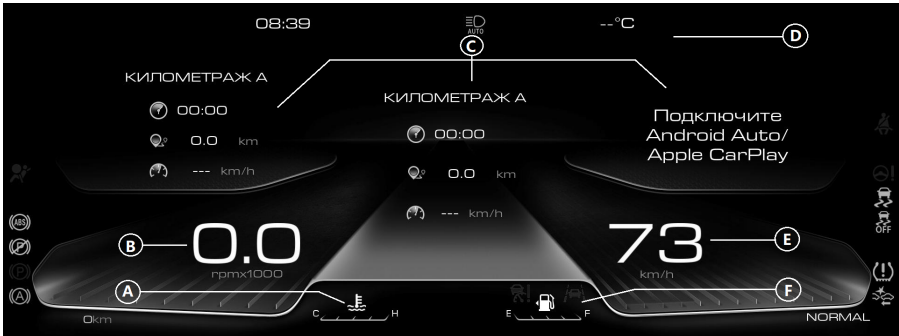 08:39
AUTO
--°C
D
C
КИЛОМЕТРАЖ A
00:00
0.0 km
--- km/h
КИЛОМЕТРАЖ A
00:00
0.0 km
--- km/h
Подключите
Android Auto/
Apple CarPlay
ABS
P
P
A
B
0.0
rpmx1000
73
km/h
E
OFF
A
F
C H
E F
0km
NORMAL